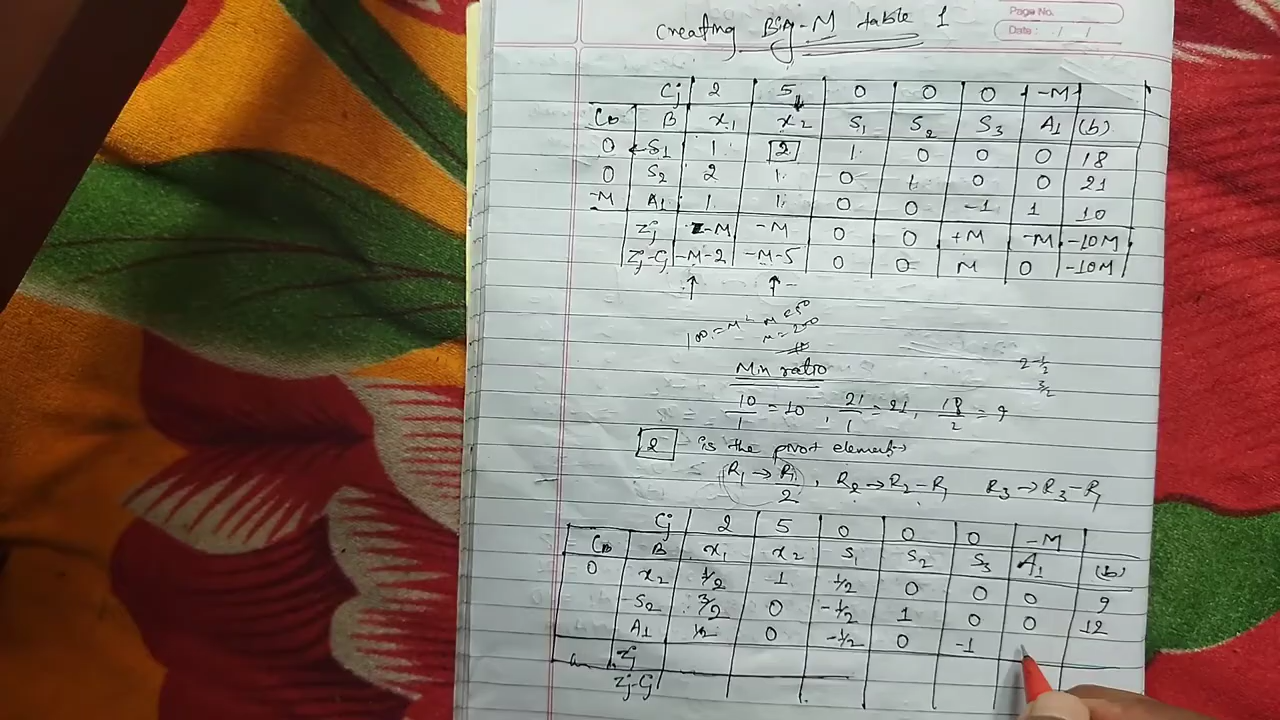 Page No.
Date: / /
Creating Big-M table 1
Cj 2 5 0 0 0 -M
CB B x1 x2 S1 S2 S3 A1 (b)
0 ←S1 1 2 1 0 0 0 18
0 S2 2 1 0 1 0 0 21
-M A1 1 1 0 0 -1 1 10
Zj -M -M 0 0 +M -M -10M
Zj-Cj -M-2 -M-5 0 0 M 0 -10M
Min ratio
2-1/2
3/2
10/1 = 10, 21/1 = 21, 18/2 = 9
2 is the pivot element
R1 → R1/2, R2 → R2-R1 R3 → R3-R1
Cj 2 5 0 0 0 -M
CB B x1 x2 S1 S2 S3 A1 (b)
0 x2 1/2 1 1/2 0 0 0 9
S2 3/2 0 -1/2 1 0 0 12
A1 1/2 0 -1/2 0 -1
Zj
Zj-Cj